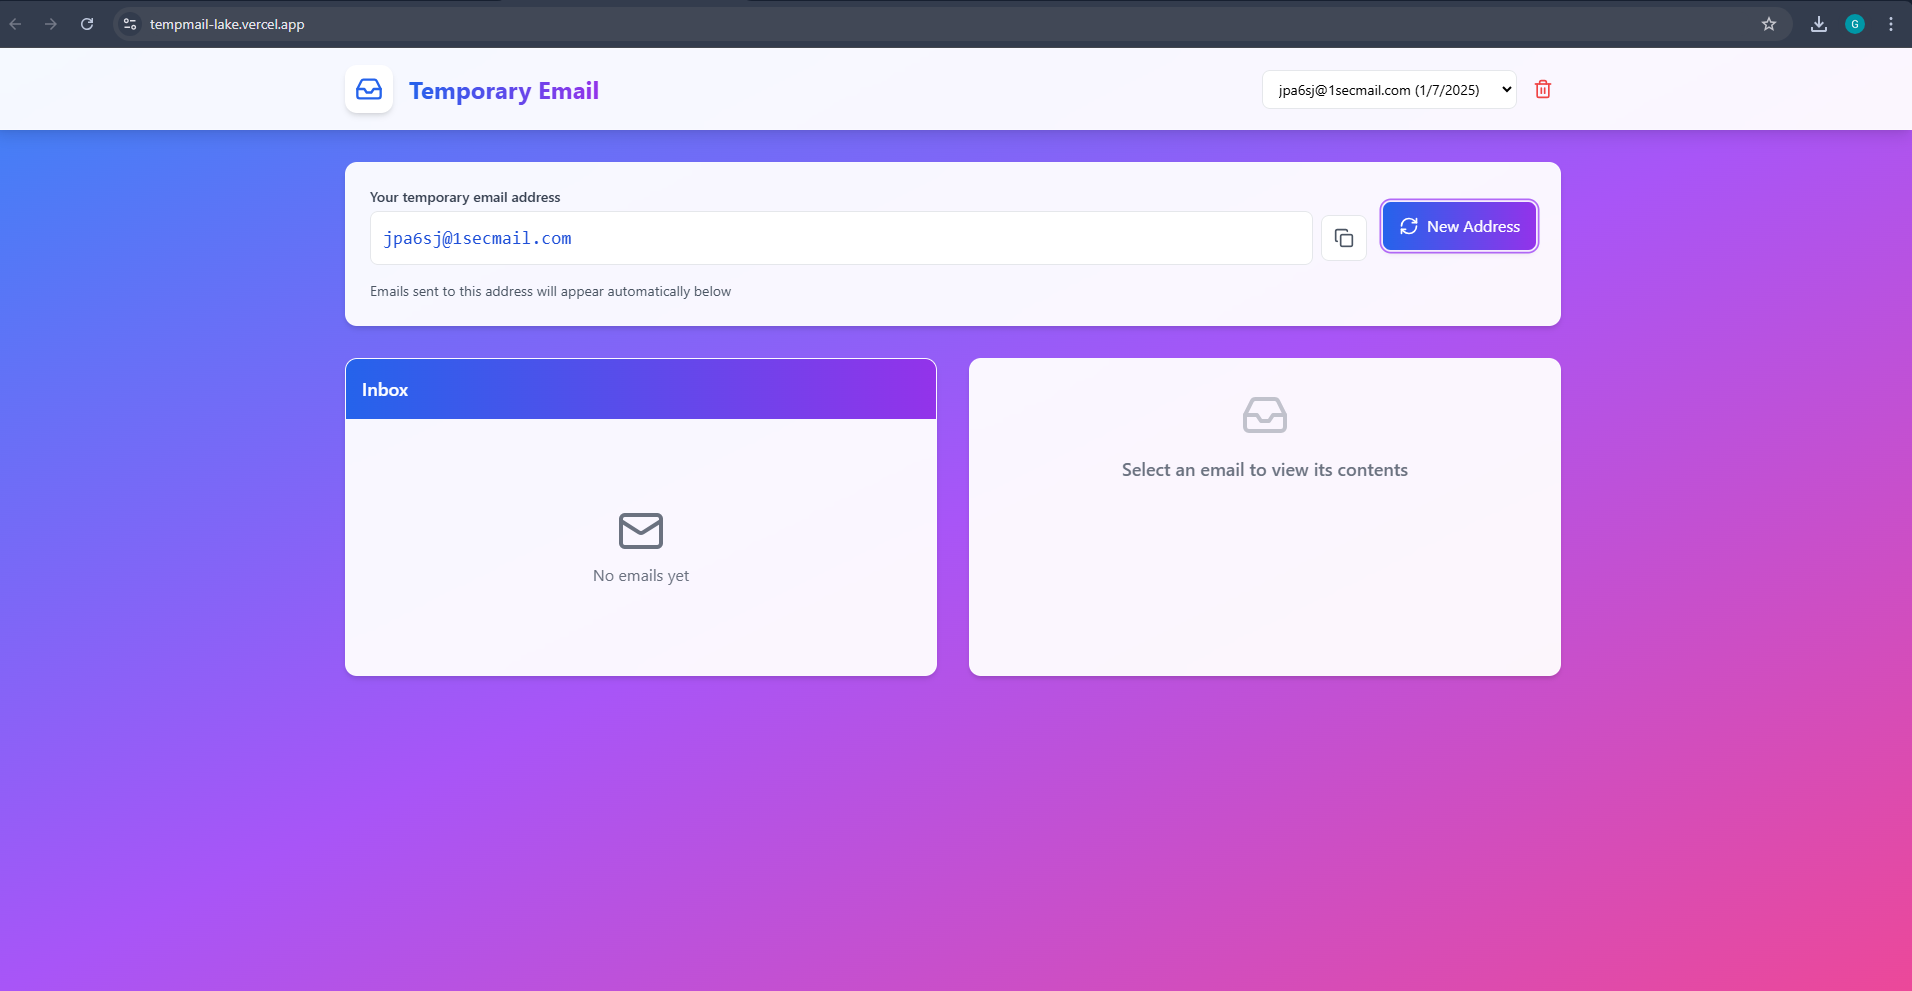 tempmail-lake.vercel.app
G
Temporary Email
jpa6sj@1secmail.com (1/7/2025)
Your temporary email address
jpa6sj@1secmail.com
New Address
Emails sent to this address will appear automatically below
Inbox
No emails yet
Select an email to view its contents